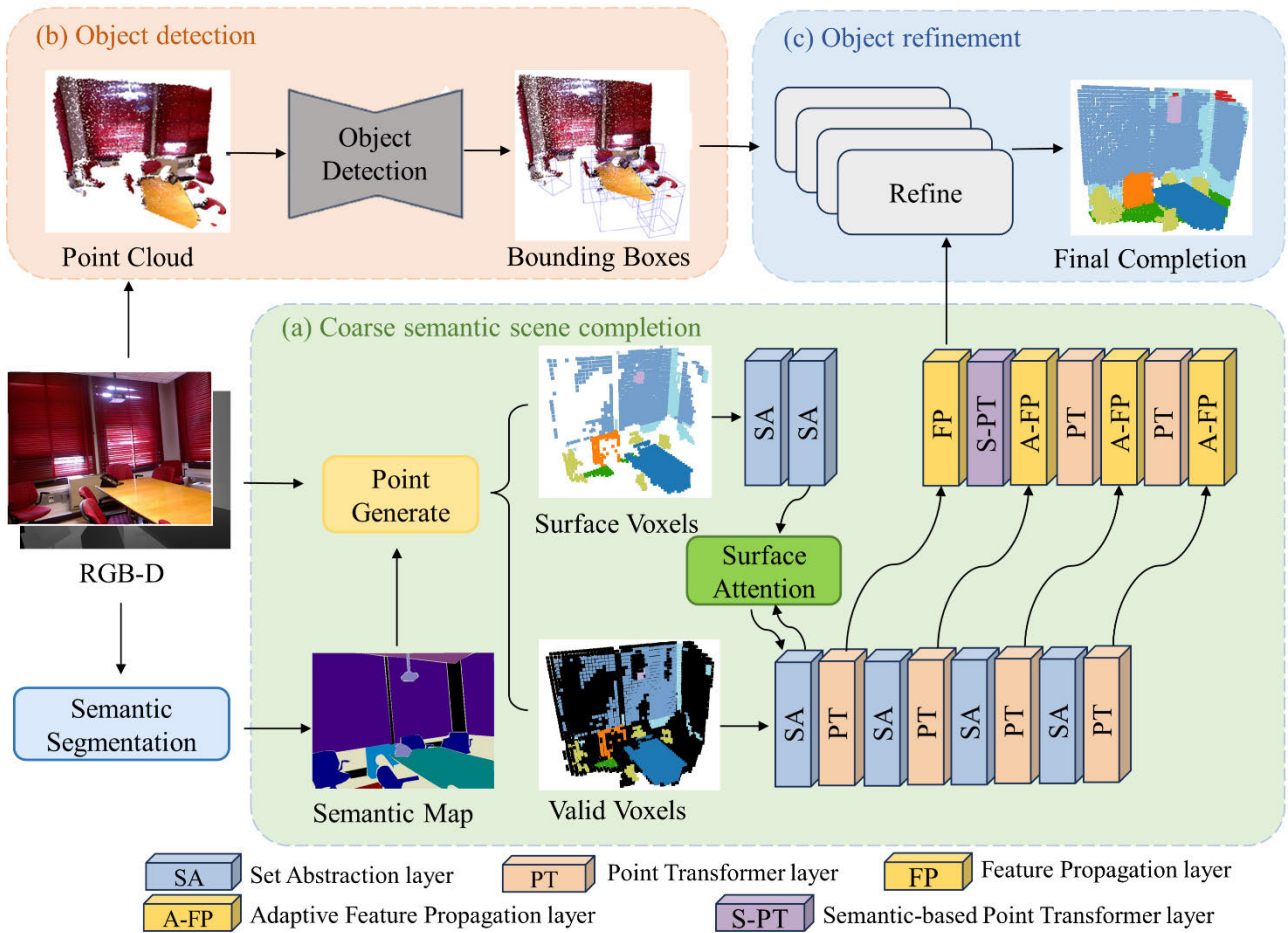 (b) Object detection
(c) Object refinement
Object
Detection
Refine
Point Cloud
Bounding Boxes
Final Completion
(a) Coarse semantic scene completion
SA
SA
FP
S-PT
A-FP
PT
A-FP
PT
A-FP
Point
Generate
Surface Voxels
RGB-D
Surface
Attention
Semantic
Segmentation
SA
PT
SA
PT
SA
PT
SA
PT
Semantic Map
Valid Voxels
SA Set Abstraction layer
PT Point Transformer layer
FP Feature Propagation layer
A-FP Adaptive Feature Propagation layer
S-PT Semantic-based Point Transformer layer